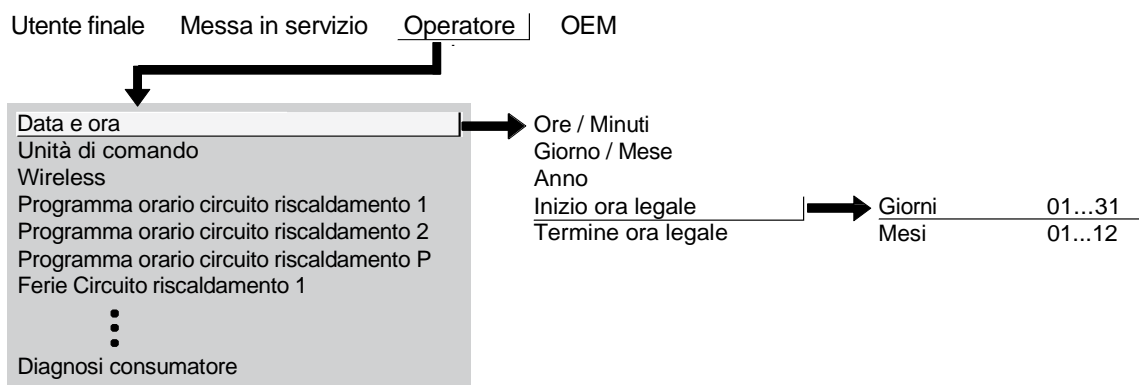 Utente finale Messa in servizio Operatore OEM
Data e ora
Unità di comando
Wireless
Programma orario circuito riscaldamento 1
Programma orario circuito riscaldamento 2
Programma orario circuito riscaldamento P
Ferie Circuito riscaldamento 1
Diagnosi consumatore
Ore / Minuti
Giorno / Mese
Anno
Inizio ora legale
Termine ora legale
Giorni 01...31
Mesi 01...12